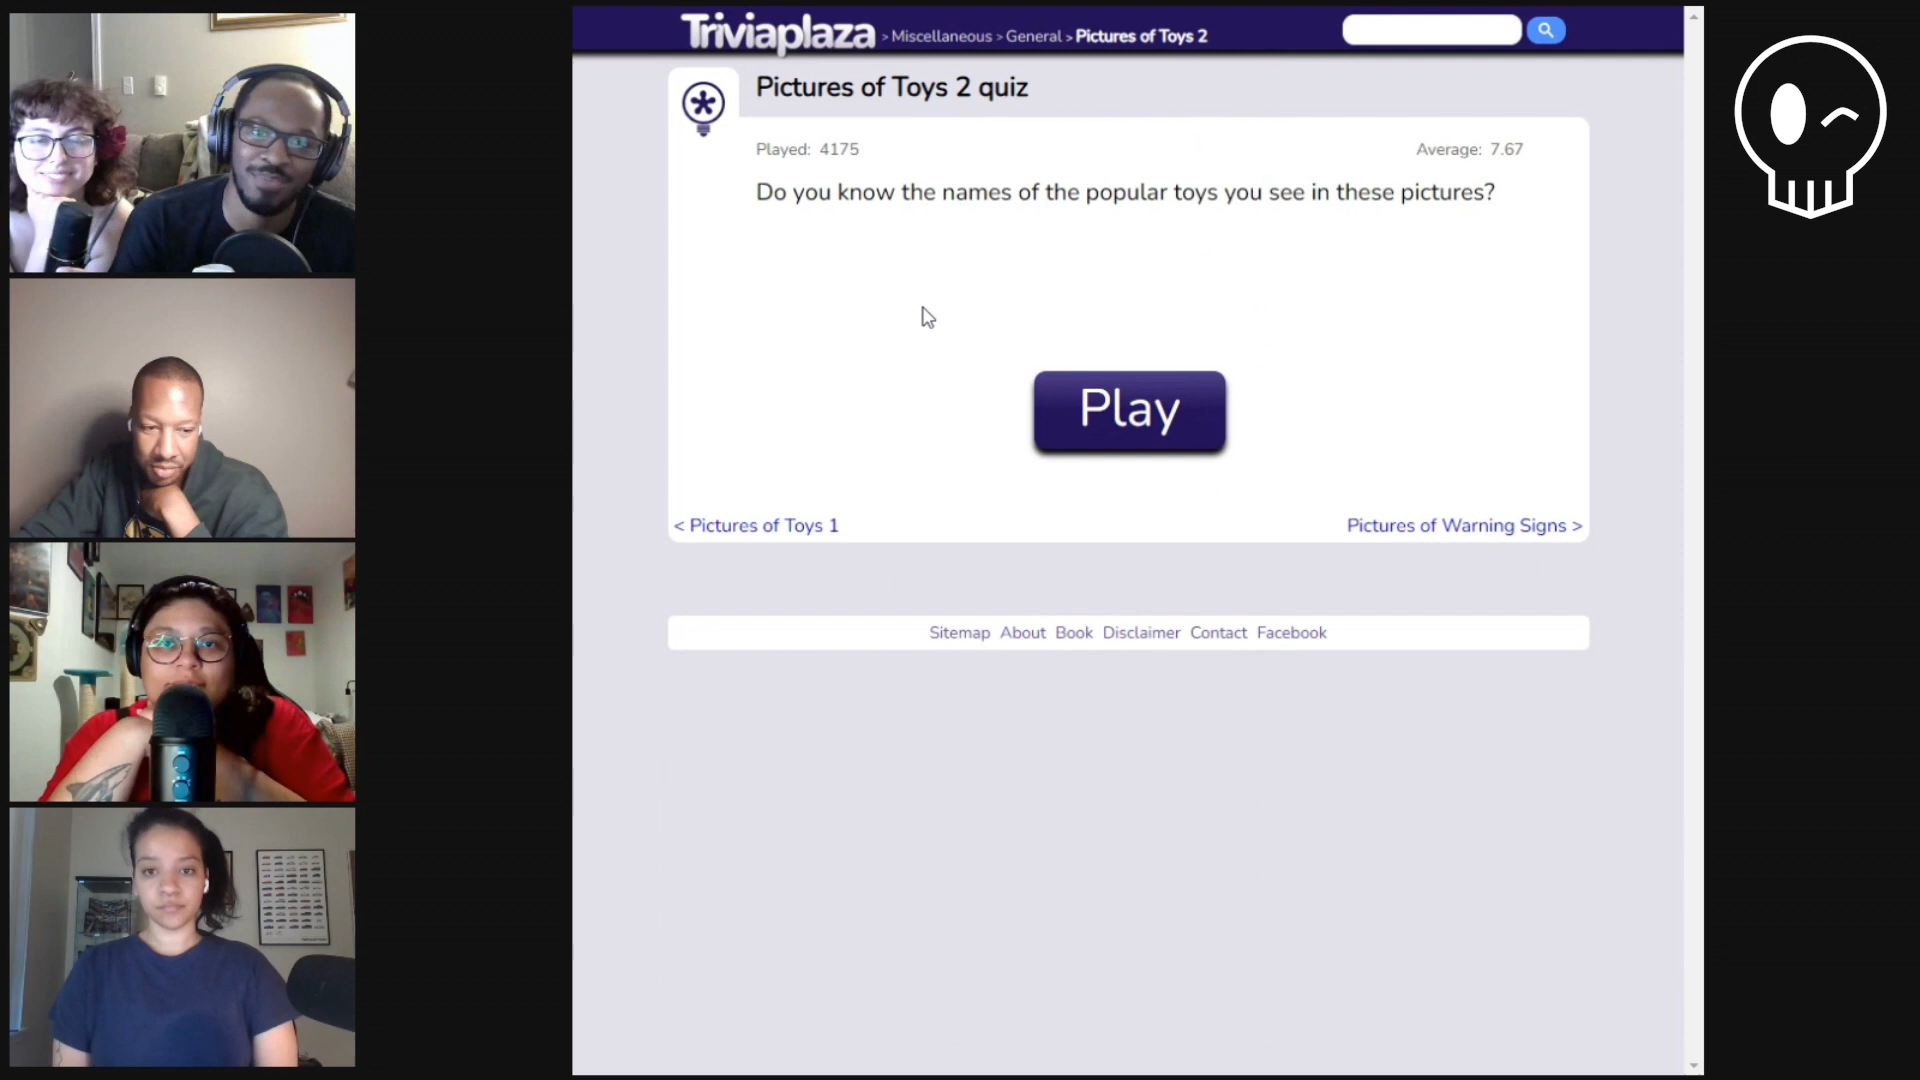 Triviaplaza > Miscellaneous > General > Pictures of Toys 2
Pictures of Toys 2 quiz
Played: 4175
Average: 7.67
Do you know the names of the popular toys you see in these pictures?
Play
< Pictures of Toys 1
Pictures of Warning Signs >
Sitemap About Book Disclaimer Contact Facebook